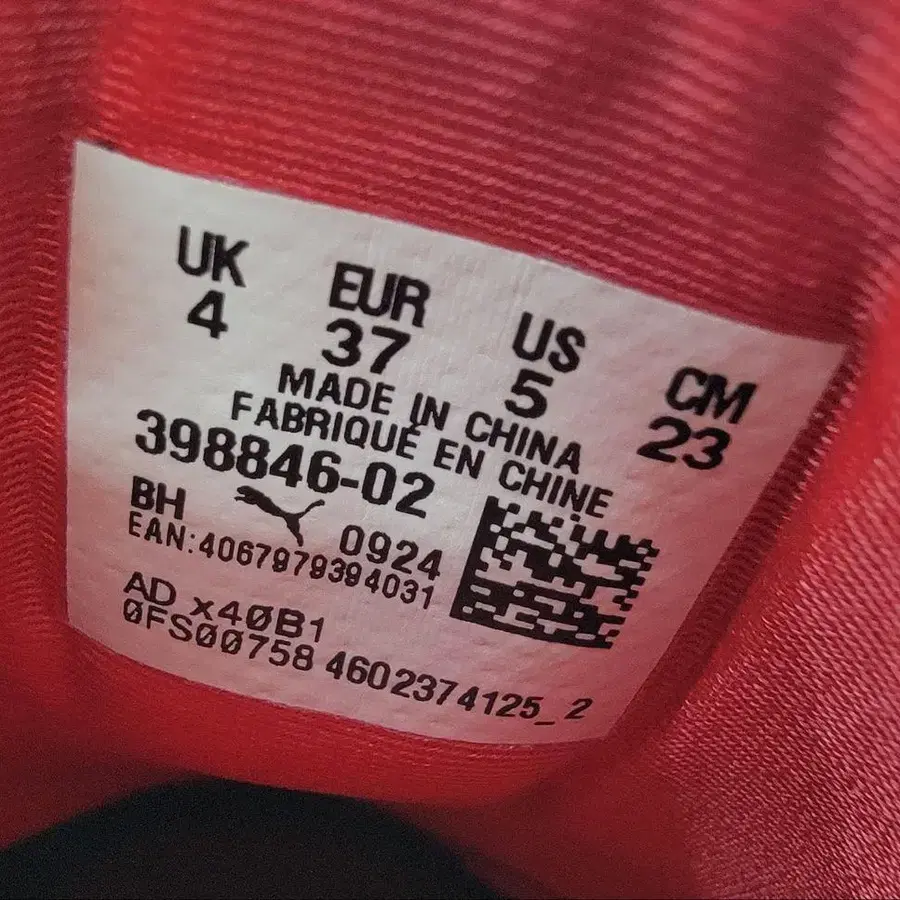 UK EUR US CM
4 37 5 23
MADE IN CHINA
FABRIQUÉ EN CHINE
398846-02
BH 0924
EAN:4067979394031
AD x40B1
0FS00758 4602374125_2